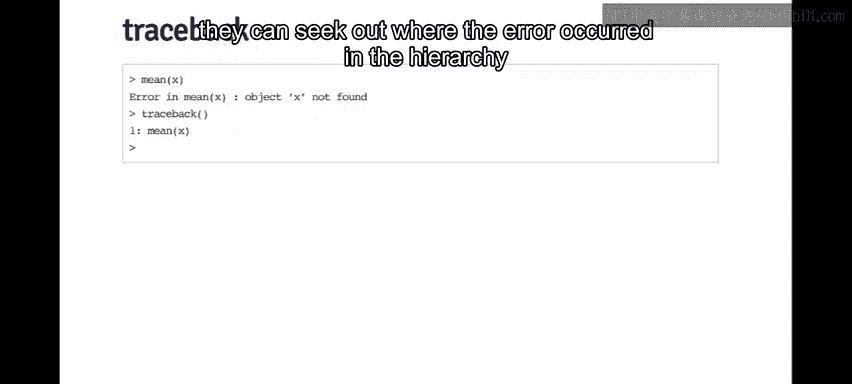 traceback
they can seek out where the error occurred
in the hierarchy
> mean(x)
Error in mean(x) : object 'x' not found
> traceback()
1: mean(x)
>